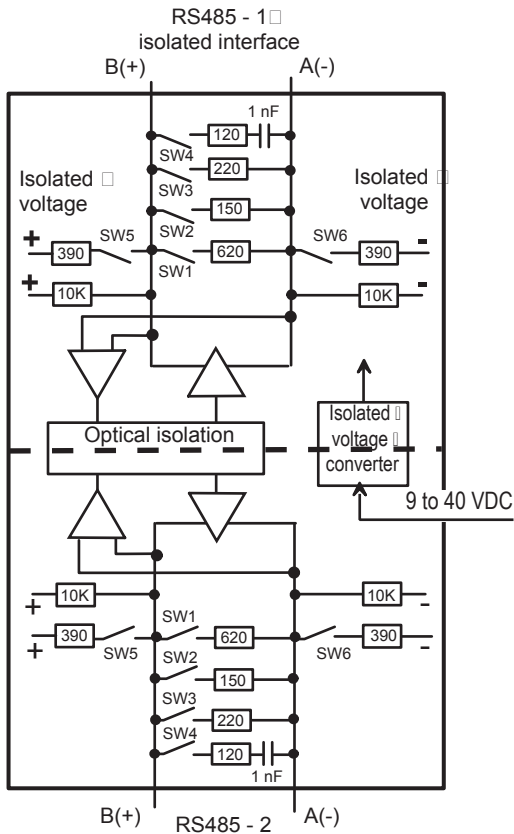 RS485 - 1
isolated interface
B(+) A(-)
1 nF
120
SW4
220
SW3
Isolated
voltage
Isolated
voltage
150
SW2
+ 390 SW5 620 SW6 390 -
SW1
+ 10K 10K -
Optical isolation
Isolated
voltage
converter
9 to 40 VDC
+ 10K 10K -
SW1
+ 390 SW5 620 SW6 390 -
SW2
150
SW3
220
SW4
120
1 nF
B(+) A(-)
RS485 - 2